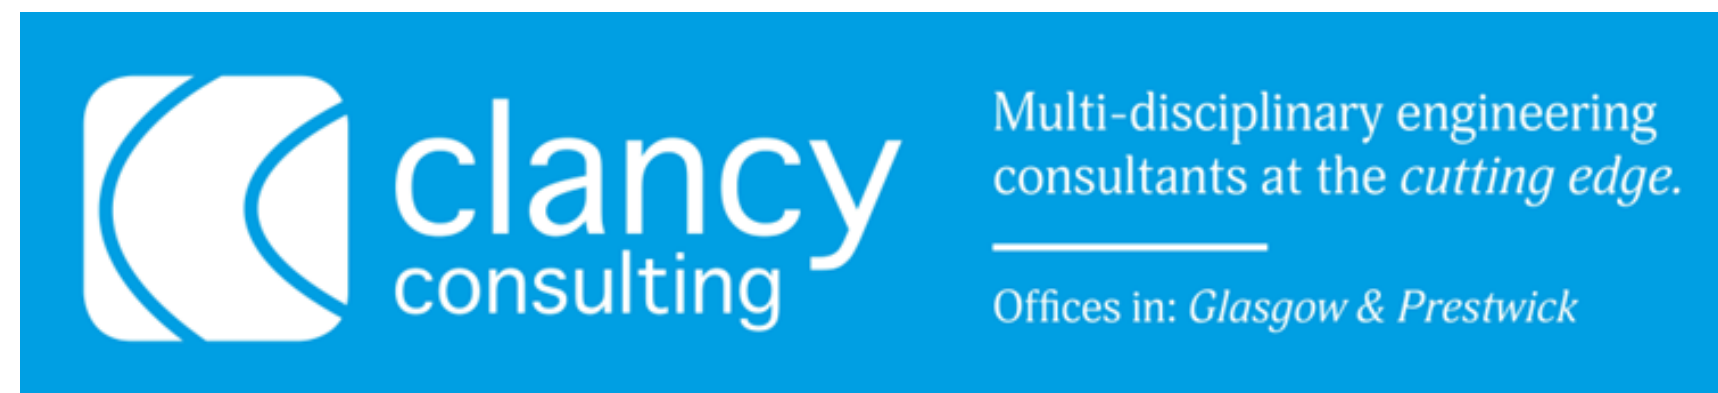 clancy
consulting
Multi-disciplinary engineering
consultants at the cutting edge.
Offices in: Glasgow & Prestwick